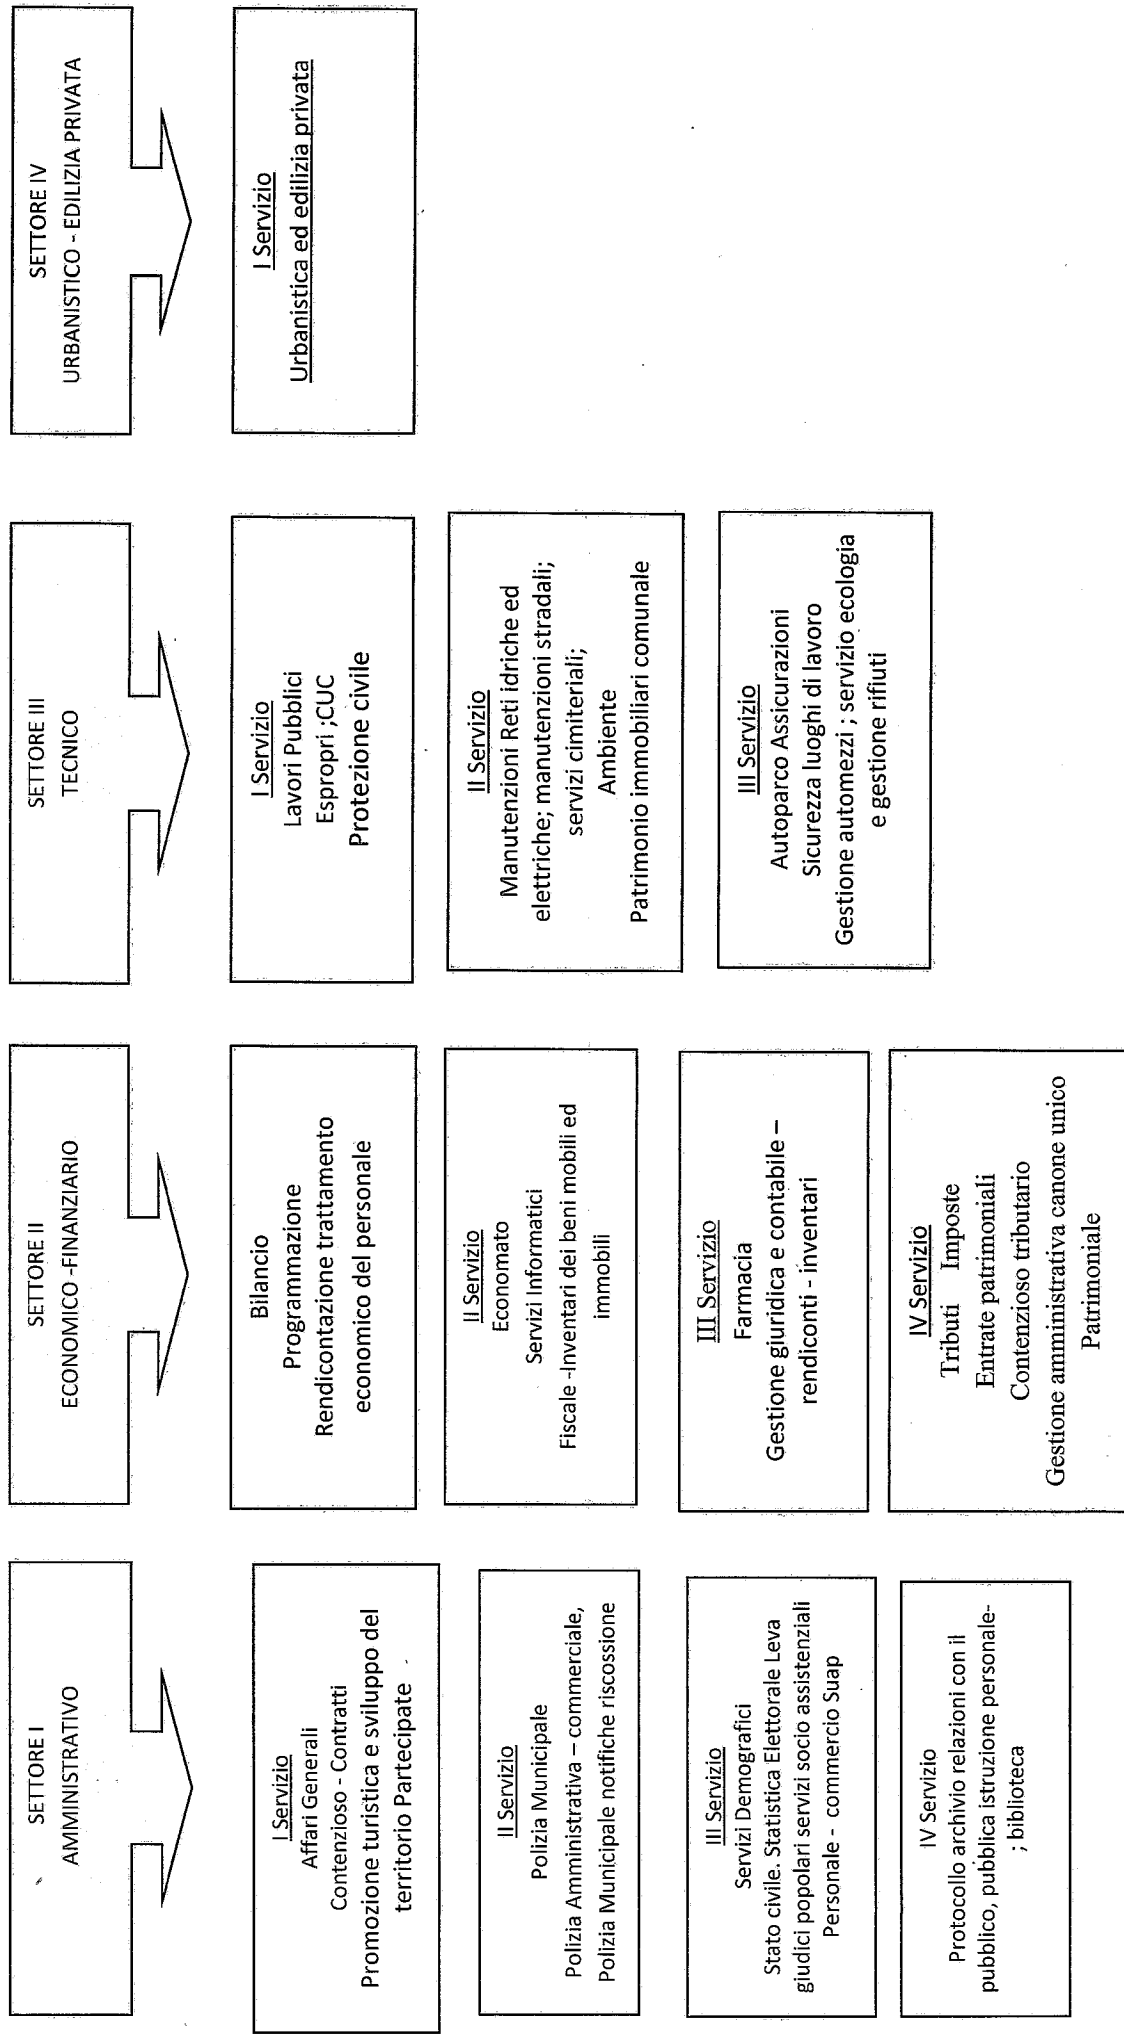 SETTORE I
AMMINISTRATIVO
I Servizio
Affari Generali
Contenzioso - Contratti
Promozione turistica e sviluppo del
territorio Partecipate -
II Servizio
Polizia Municipale
Polizia Amministrativa – commerciale,
Polizia Municipale notifiche riscossione
III Servizio
Servizi Demografici
Stato civile. Statistica Elettorale Leva
giudici popolari servizi socio assistenziali
Personale - commercio Suap
IV Servizio
Protocollo archivio relazioni con il
pubblico, pubblica istruzione personale-
; biblioteca
SETTORE II
ECONOMICO -FINANZIARIO
Bilancio
Programmazione
Rendicontazione trattamento
economico del personale
II Servizio
Economato
Servizi Informatici
Fiscale -Inventari dei beni mobili ed
immobili
III Servizio
Farmacia
Gestione giuridica e contabile –
rendiconti - inventari
IV Servizio
Tributi Imposte
Entrate patrimoniali
Contenzioso tributario
Gestione amministrativa canone unico
Patrimoniale
SETTORE III
TECNICO
I Servizio
Lavori Pubblici
Espropri ;CUC
Protezione civile
II Servizio
Manutenzioni Reti idriche ed
elettriche; manutenzioni stradali;
servizi cimiteriali;
Ambiente
Patrimonio immobiliari comunale
III Servizio
Autoparco Assicurazioni
Sicurezza luoghi di lavoro
Gestione automezzi ; servizio ecologia
e gestione rifiuti
SETTORE IV
URBANISTICO - EDILIZIA PRIVATA
I Servizio
Urbanistica ed edilizia privata